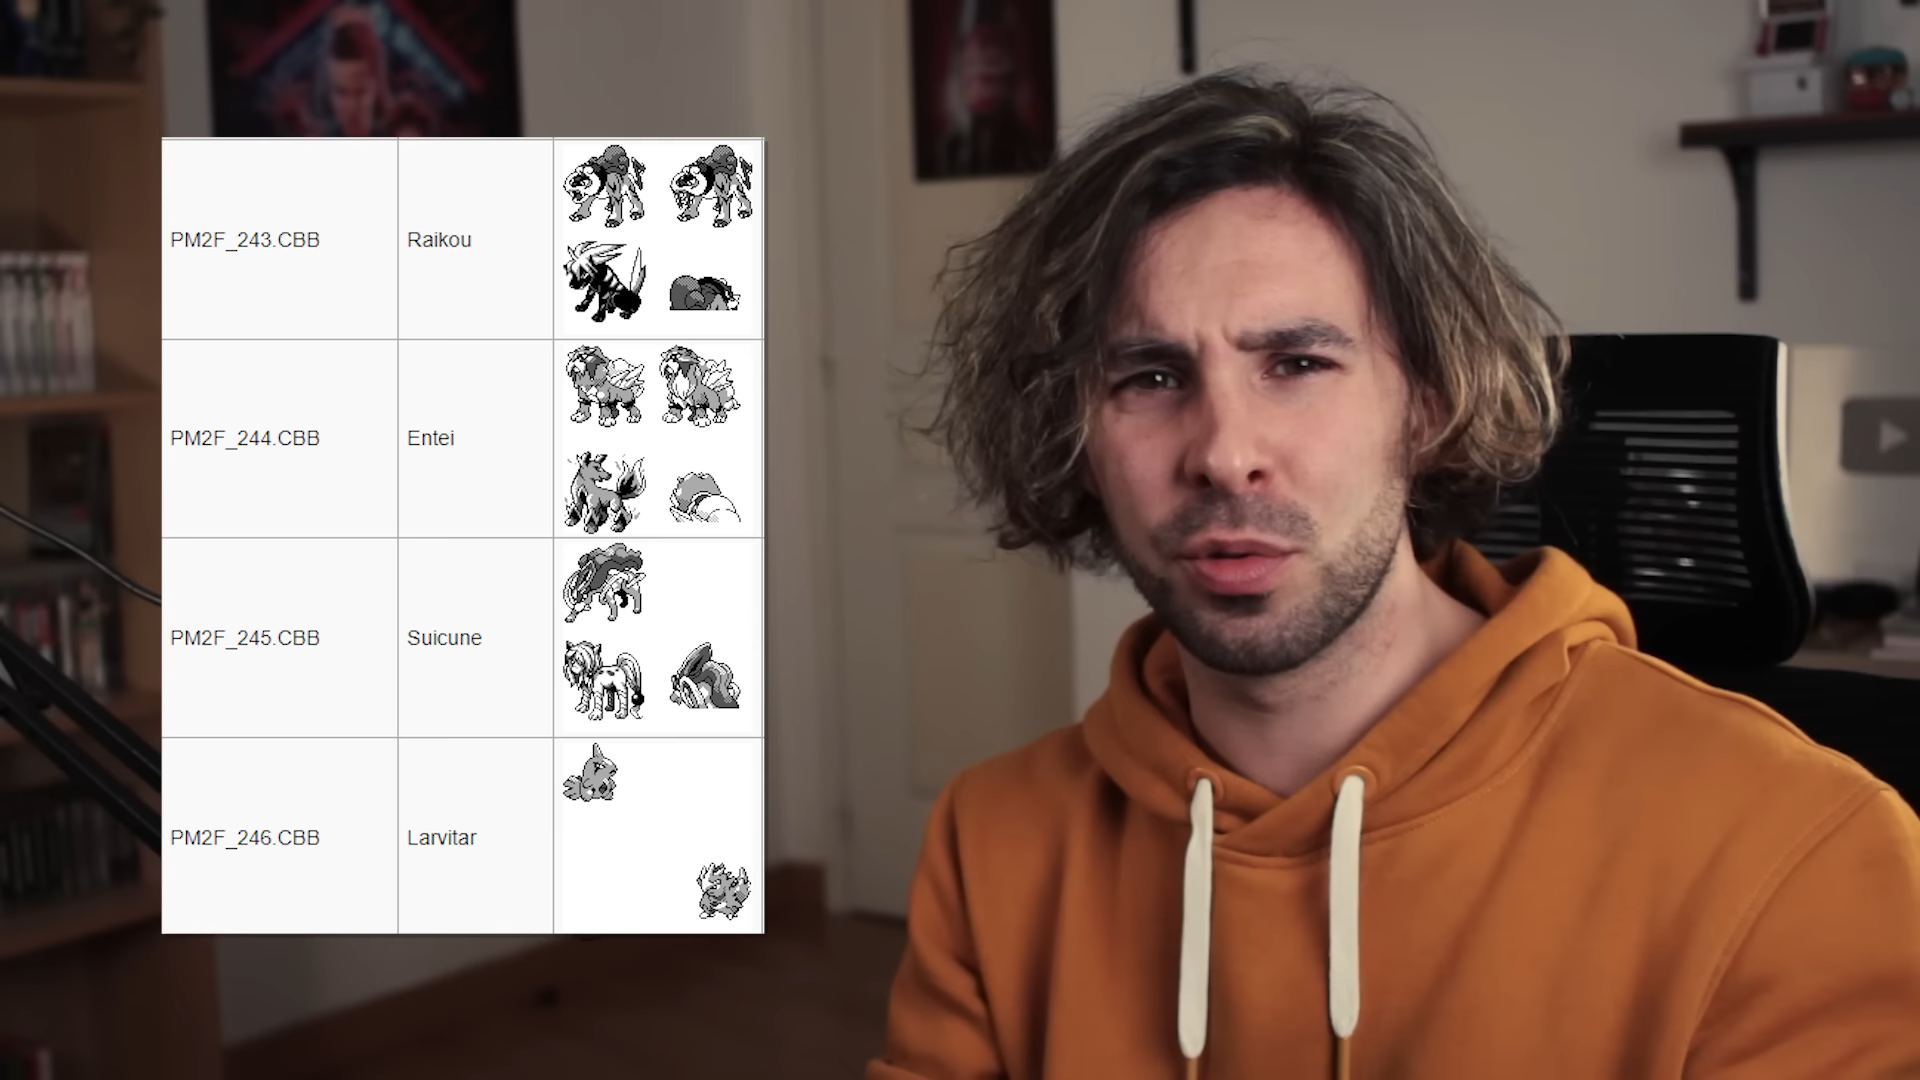 PM2F_243.CBB Raikou
PM2F_244.CBB Entei
PM2F_245.CBB Suicune
PM2F_246.CBB Larvitar